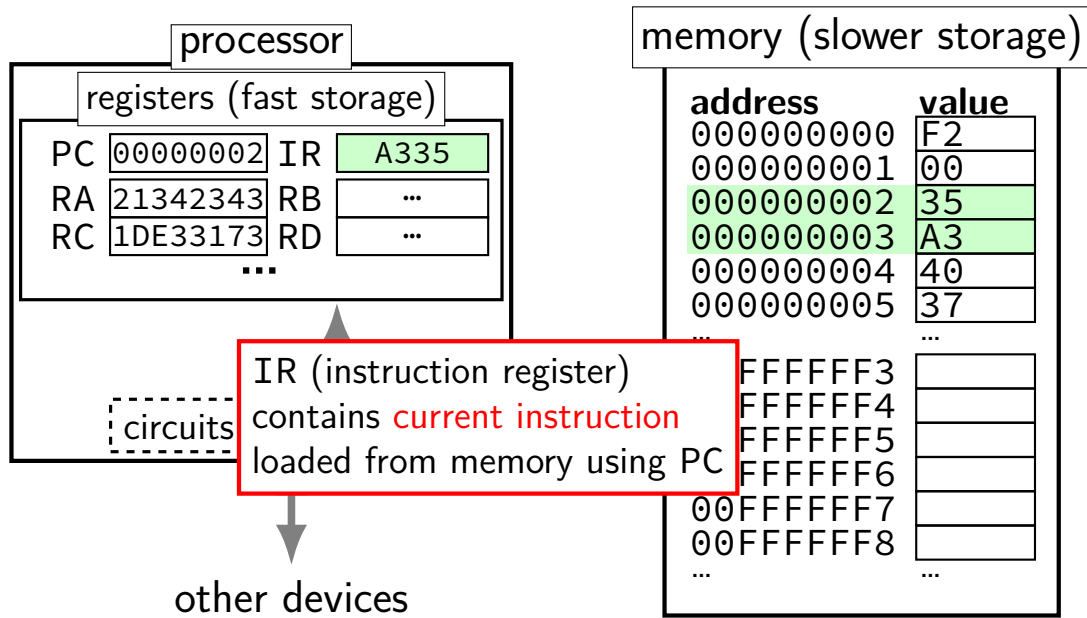 processor
registers (fast storage)
PC 00000002 IR A335
RA 21342343 RB ...
RC 1DE33173 RD ...
...
IR (instruction register)
contains current instruction
loaded from memory using PC
circuits
other devices
memory (slower storage)
address value
000000000 F2
000000001 00
000000002 35
000000003 A3
000000004 40
000000005 37
... ...
FFFFFF3
FFFFFF4
FFFFFF5
FFFFFF6
00FFFFFF7
00FFFFFF8
... ...